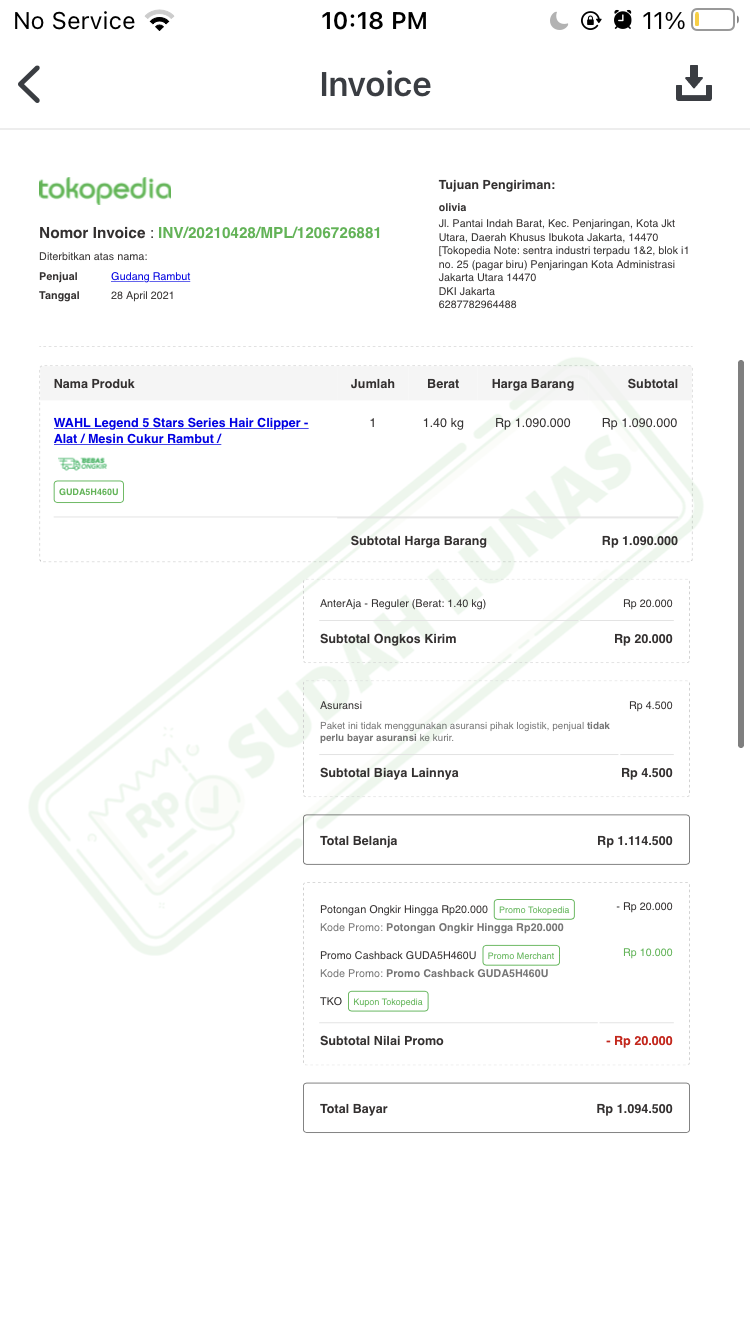 No Service 10:18 PM 11%
Invoice
tokopedia
Nomor Invoice : INV/20210428/MPL/1206726881
Diterbitkan atas nama:
Penjual Gudang Rambut
Tanggal 28 April 2021
Tujuan Pengiriman:
olivia
Jl. Pantai Indah Barat, Kec. Penjaringan, Kota Jkt
Utara, Daerah Khusus Ibukota Jakarta, 14470
[Tokopedia Note: sentra industri terpadu 1&2, blok i1
no. 25 (pagar biru) Penjaringan Kota Administrasi
Jakarta Utara 14470
DKI Jakarta
6287782964488
Nama Produk Jumlah Berat Harga Barang Subtotal
WAHL Legend 5 Stars Series Hair Clipper - 1 1.40 kg Rp 1.090.000 Rp 1.090.000
Alat / Mesin Cukur Rambut /
BEBAS
ONGKIR
GUDA5H460U
Subtotal Harga Barang Rp 1.090.000
AnterAja - Reguler (Berat: 1.40 kg) Rp 20.000
Subtotal Ongkos Kirim Rp 20.000
Asuransi Rp 4.500
Paket ini tidak menggunakan asuransi pihak logistik, penjual tidak
perlu bayar asuransi ke kurir.
Subtotal Biaya Lainnya Rp 4.500
Total Belanja Rp 1.114.500
Potongan Ongkir Hingga Rp20.000 Promo Tokopedia - Rp 20.000
Kode Promo: Potongan Ongkir Hingga Rp20.000
Promo Cashback GUDA5H460U Promo Merchant Rp 10.000
Kode Promo: Promo Cashback GUDA5H460U
TKO Kupon Tokopedia
Subtotal Nilai Promo - Rp 20.000
Total Bayar Rp 1.094.500
Rp SUDAH LUNAS